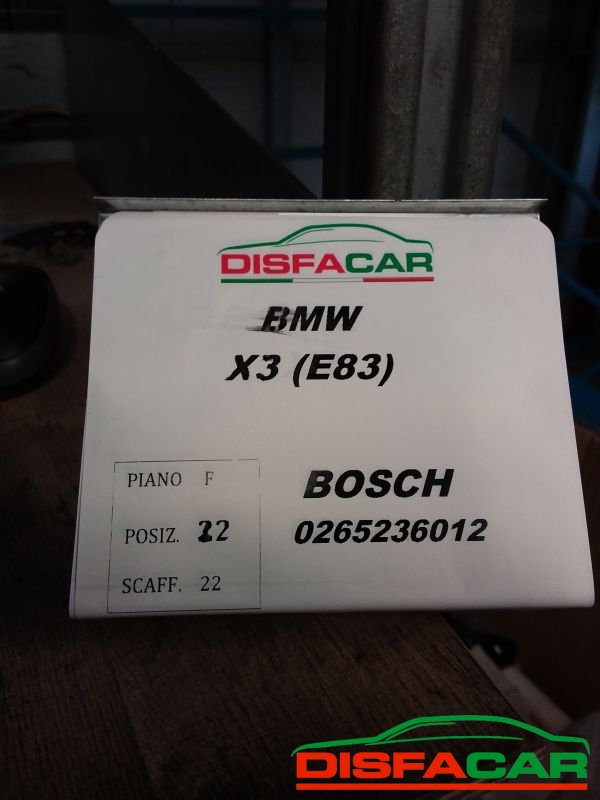 DISFACAR
BMW
X3 (E83)
PIANO F
POSIZ. 22
SCAFF. 22
BOSCH
0265236012
DISFACAR